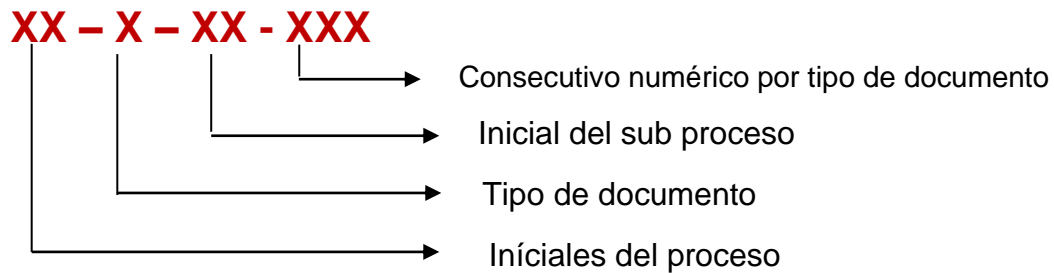 XX – X – XX - XXX
Consecutivo numérico por tipo de documento
Inicial del sub proceso
Tipo de documento
Iníciales del proceso